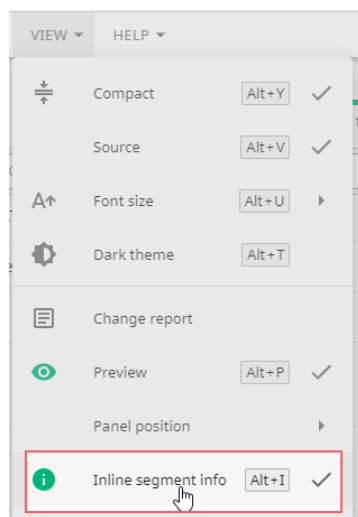 VIEW HELP
Compact Alt+Y
Source Alt+V
Font size Alt+U
Dark theme Alt+T
Change report
Preview Alt+P
Panel position
Inline segment info Alt+I